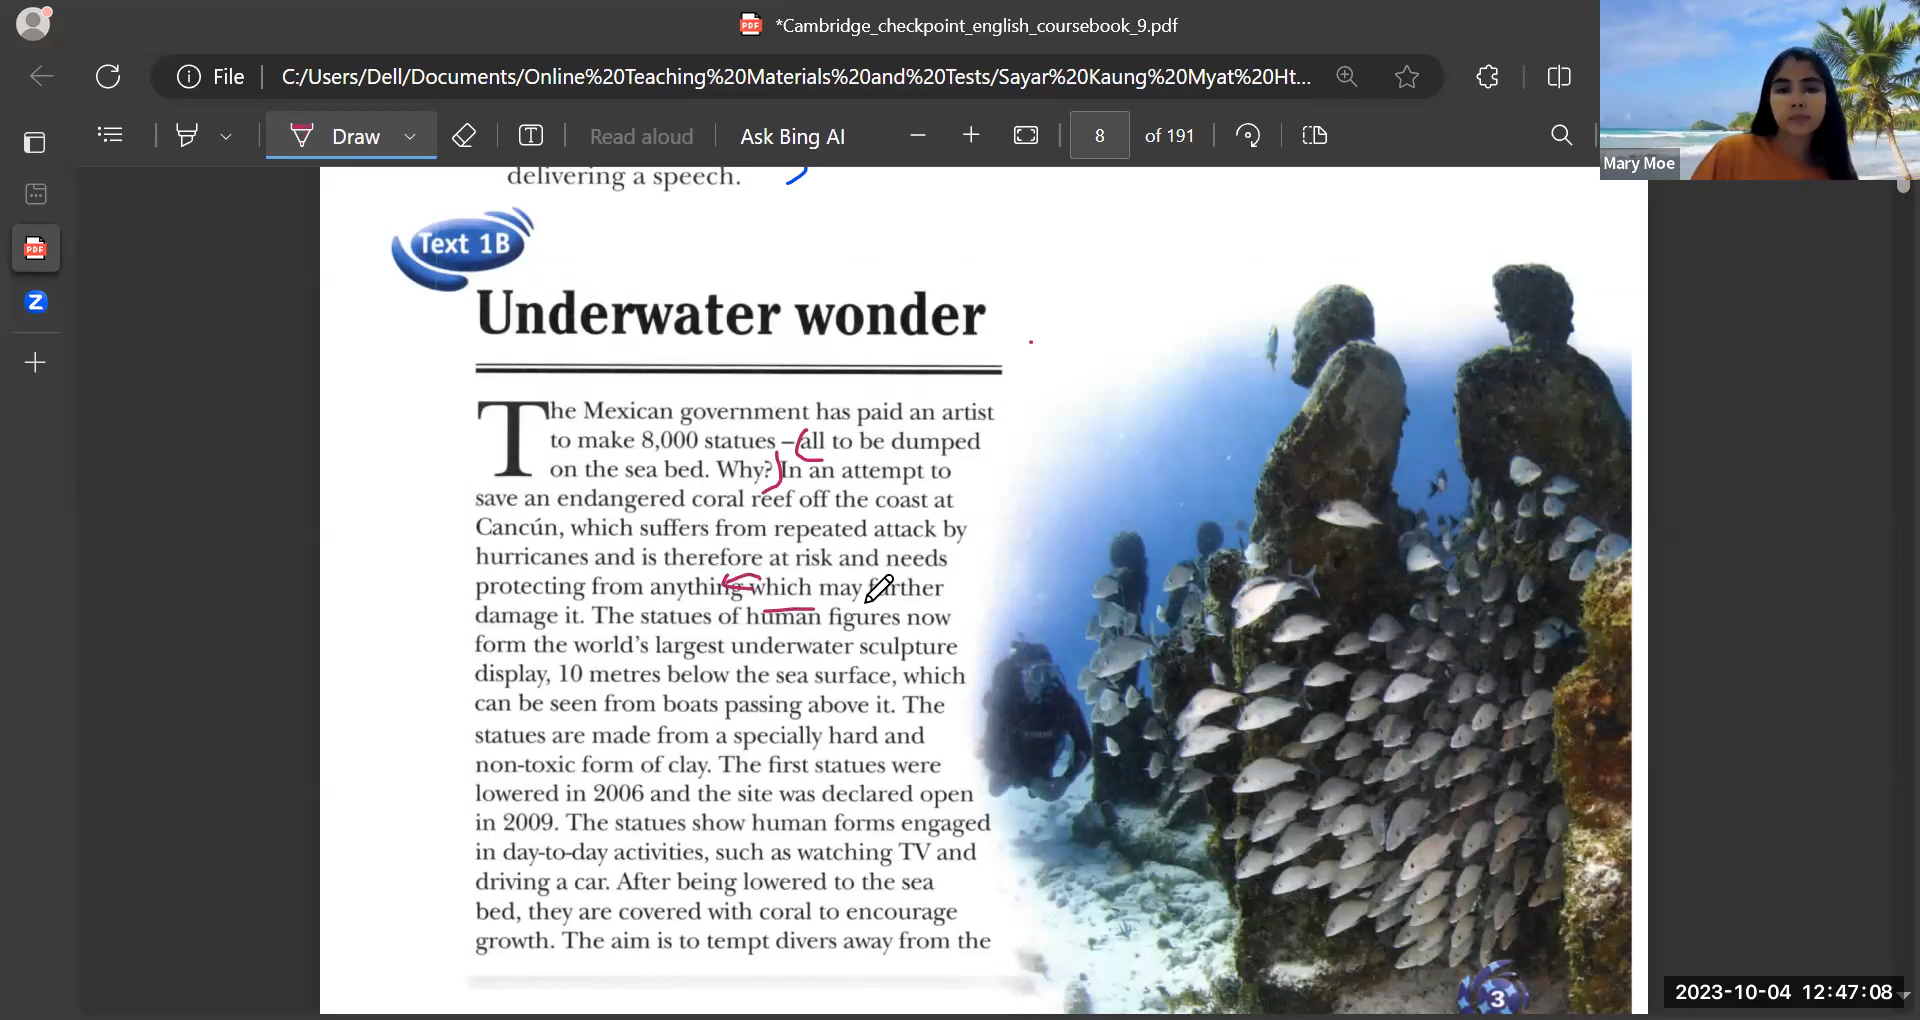 *Cambridge_checkpoint_english_coursebook_9.pdf
File
C:/Users/Dell/Documents/Online%20Teaching%20Materials%20and%20Tests/Sayar%20Kaung%20Myat%20Ht...
Draw
Read aloud
Ask Bing AI
8
of 191
Mary Moe
delivering a speech.
Text 1B
Underwater wonder
The Mexican government has paid an artist
to make 8,000 statues – all to be dumped
on the sea bed. Why? In an attempt to
save an endangered coral reef off the coast at
Cancún, which suffers from repeated attack by
hurricanes and is therefore at risk and needs
protecting from anything which may further
damage it. The statues of human figures now
form the world's largest underwater sculpture
display, 10 metres below the sea surface, which
can be seen from boats passing above it. The
statues are made from a specially hard and
non-toxic form of clay. The first statues were
lowered in 2006 and the site was declared open
in 2009. The statues show human forms engaged
in day-to-day activities, such as watching TV and
driving a car. After being lowered to the sea
bed, they are covered with coral to encourage
growth. The aim is to tempt divers away from the
3
2023-10-04 12:47:08